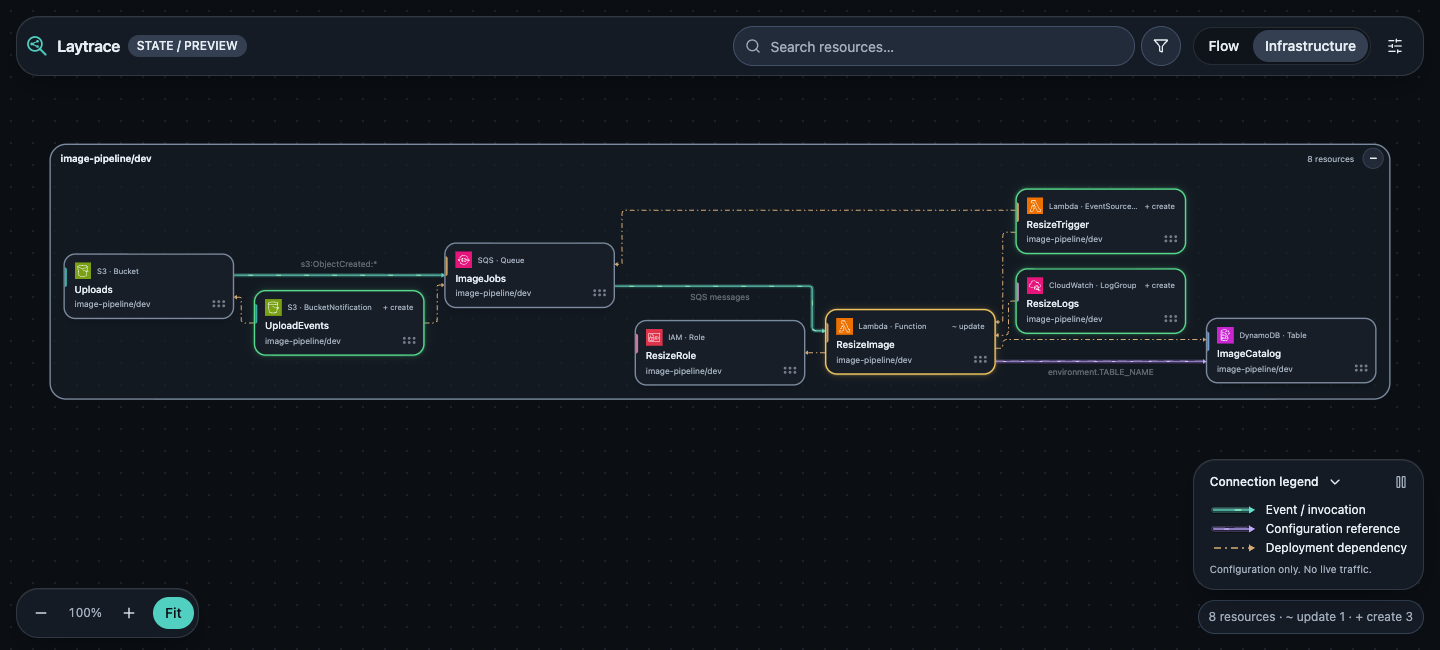 Laytrace
STATE / PREVIEW
Search resources...
Flow
Infrastructure
image-pipeline/dev
8 resources
S3 · Bucket
Uploads
image-pipeline/dev
s3:ObjectCreated:*
S3 · BucketNotification + create
UploadEvents
image-pipeline/dev
SQS · Queue
ImageJobs
image-pipeline/dev
SQS messages
IAM · Role
ResizeRole
image-pipeline/dev
Lambda · Function ~ update
ResizeImage
image-pipeline/dev
Lambda · EventSource... + create
ResizeTrigger
image-pipeline/dev
CloudWatch · LogGroup + create
ResizeLogs
image-pipeline/dev
environment.TABLE_NAME
DynamoDB · Table
ImageCatalog
image-pipeline/dev
Connection legend
Event / invocation
Configuration reference
Deployment dependency
Configuration only. No live traffic.
− 100% + Fit
8 resources · ~ update 1 · + create 3